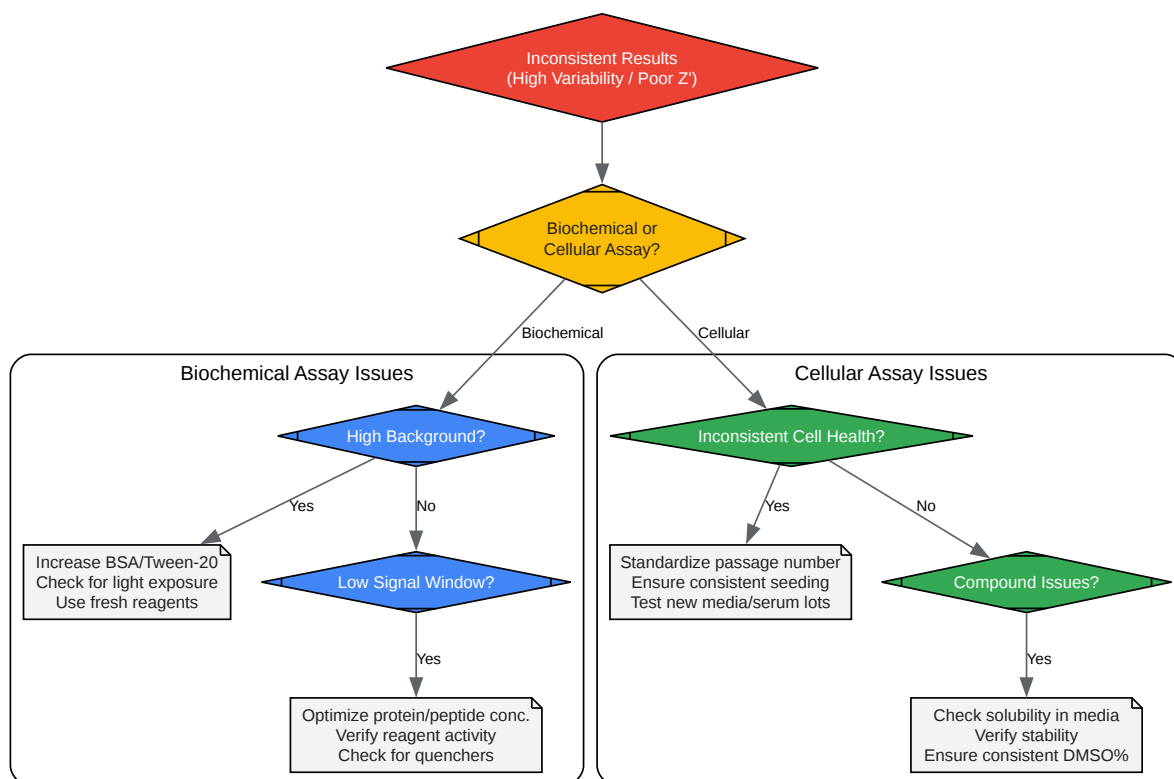 Inconsistent Results
(High Variability / Poor Z')
Biochemical or
Cellular Assay?
Biochemical
Cellular
Biochemical Assay Issues
High Background?
Yes
No
Increase BSA/Tween-20
Check for light exposure
Use fresh reagents
Low Signal Window?
Yes
Optimize protein/peptide conc.
Verify reagent activity
Check for quenchers
Cellular Assay Issues
Inconsistent Cell Health?
Yes
No
Standardize passage number
Ensure consistent seeding
Test new media/serum lots
Compound Issues?
Yes
Check solubility in media
Verify stability
Ensure consistent DMSO%